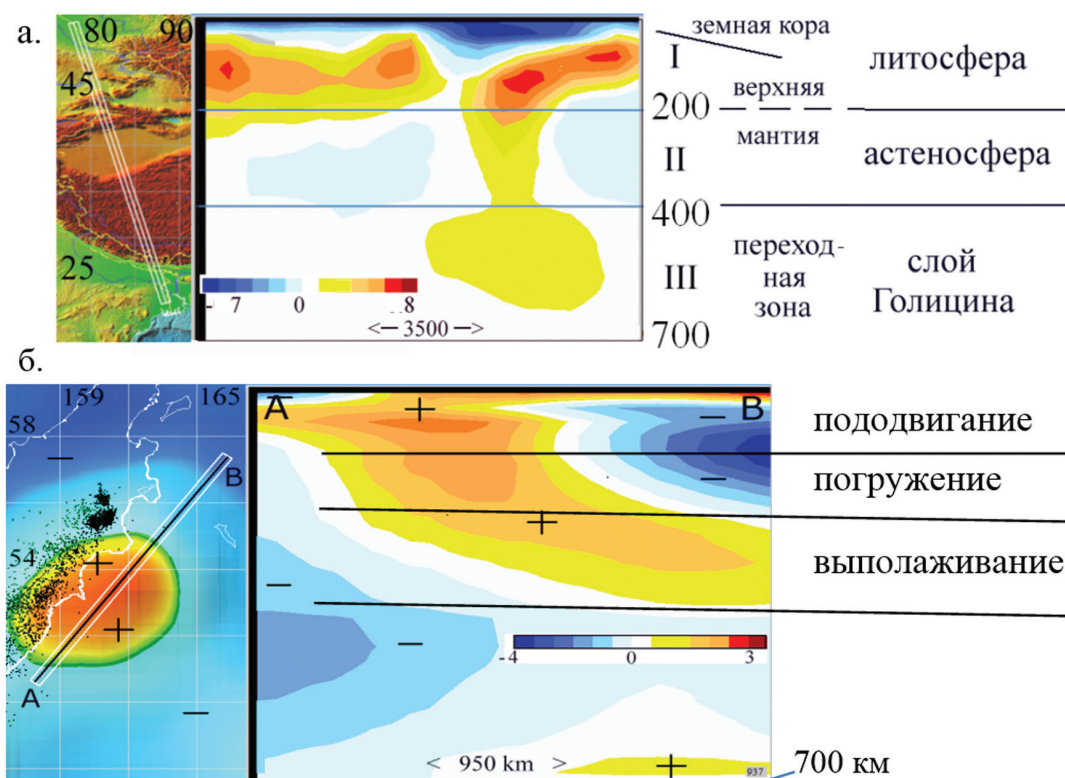 а.
80 90
45
25
- 7 0 8
<— 3500 —>
земная кора
I
верхняя
200
мантия
II
400
переход-
ная
зона
III
700
литосфера
астеносфера
слой
Голицина
б.
159 165
58
54
—
+
+
—
A
B
A
B
—
+
—
—
+
—
—
+
-4 0 3
< 950 km >
937
700 км
пододвигание
погружение
выполаживание